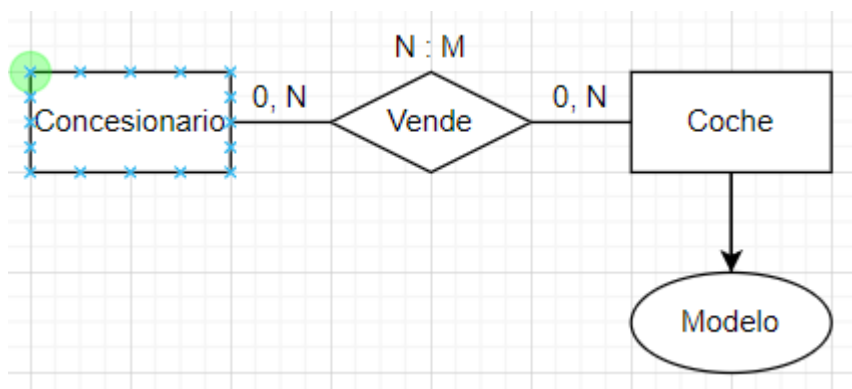 N : M
Concesionario
0, N
Vende
0, N
Coche
Modelo